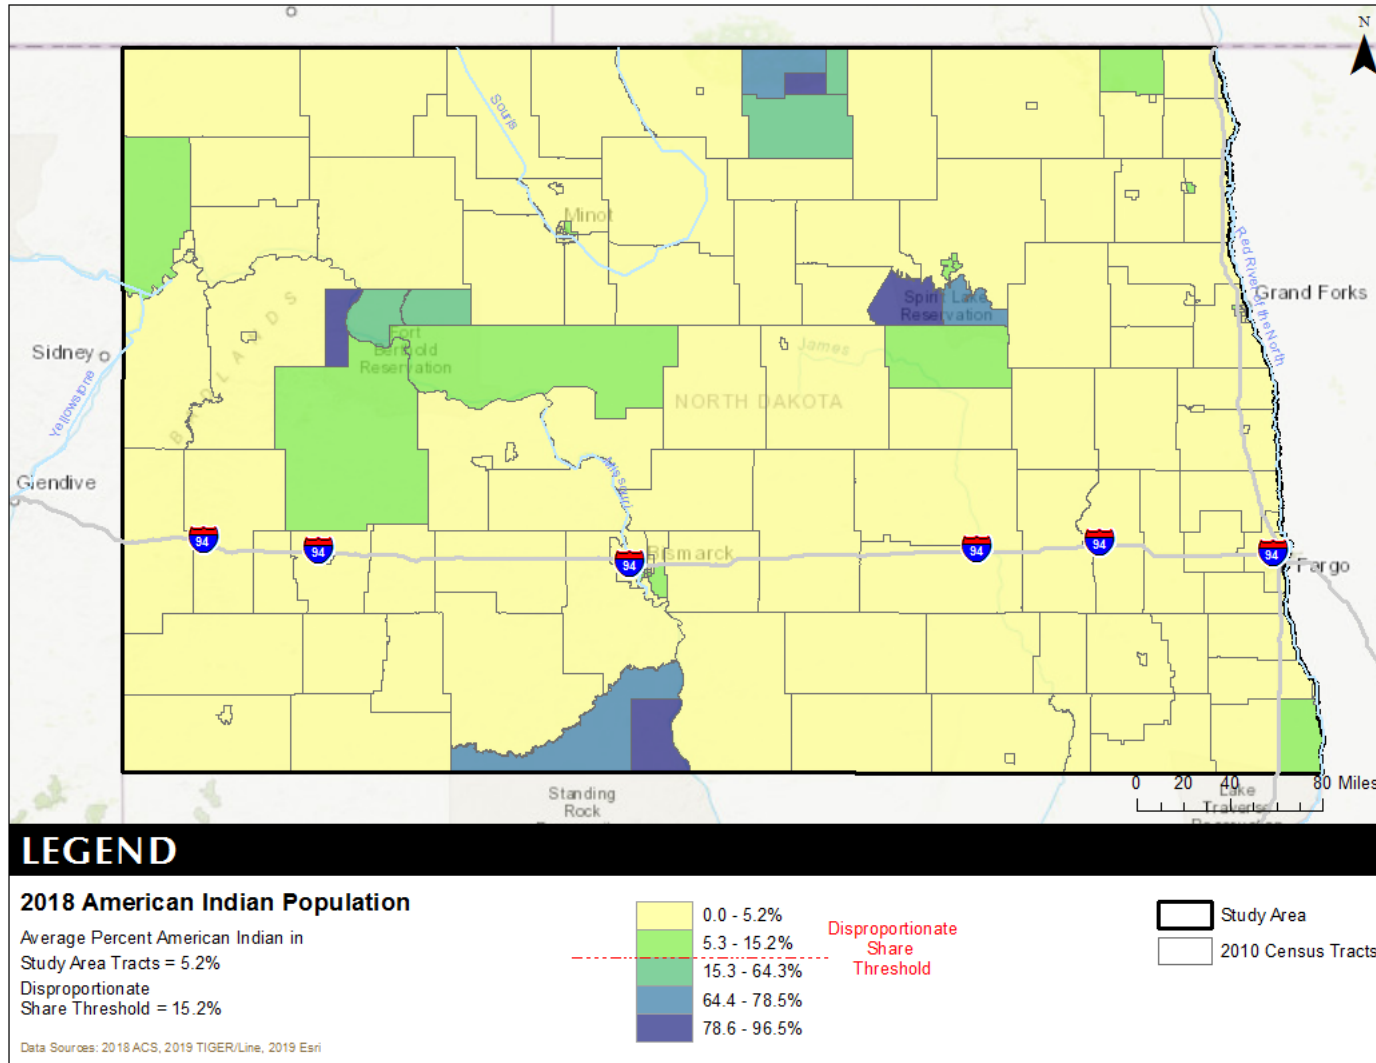 N
Souris
Minot
Red River of the North
Grand Forks
BADLANDS
Spirit Lake
Reservation
Fort
Berthold
Reservation
Sidney
James
Yellowstone
NORTH DAKOTA
Glendive
Missouri
94
94
94
94
94
94
Bismarck
Fargo
0 20 40 80 Miles
Standing
Rock
Lake
Traverse
LEGEND
2018 American Indian Population
Average Percent American Indian in
Study Area Tracts = 5.2%
Disproportionate
Share Threshold = 15.2%
Data Sources: 2018 ACS, 2019 TIGER/Line, 2019 Esri
0.0 - 5.2%
5.3 - 15.2%
15.3 - 64.3%
64.4 - 78.5%
78.6 - 96.5%
Disproportionate
Share
Threshold
Study Area
2010 Census Tracts